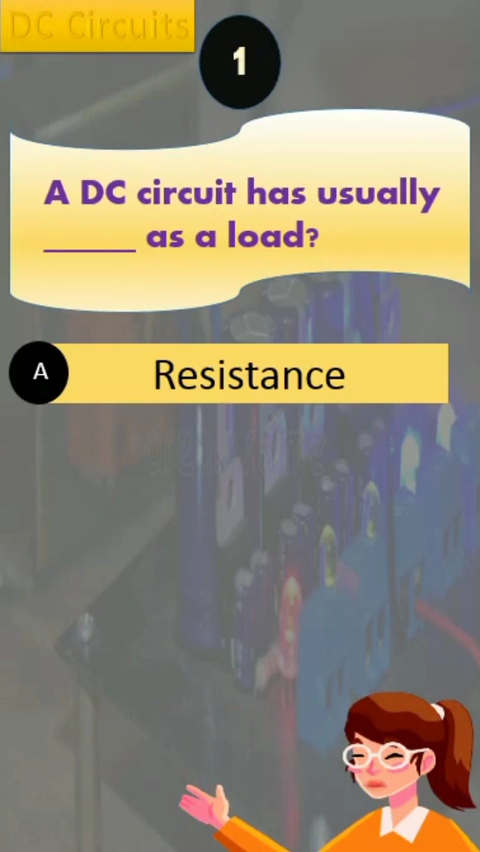 DC Circuits
1
A DC circuit has usually
______ as a load?
A
Resistance